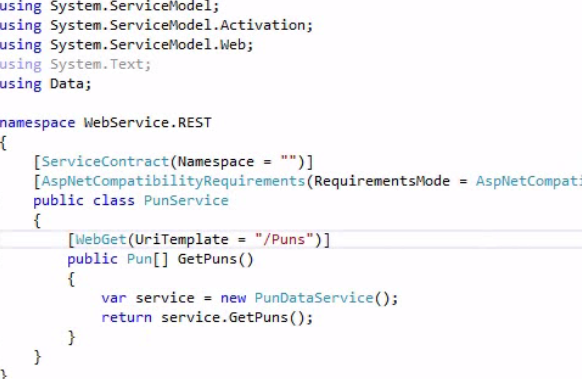 using System.ServiceModel;
using System.ServiceModel.Activation;
using System.ServiceModel.Web;
using System.Text;
using Data;
namespace WebService.REST
{
[ServiceContract(Namespace = "")]
[AspNetCompatibilityRequirements(RequirementsMode = AspNetCompati
public class PunService
{
[WebGet(UriTemplate = "/Puns")]
public Pun[] GetPuns()
{
var service = new PunDataService();
return service.GetPuns();
}
}
}